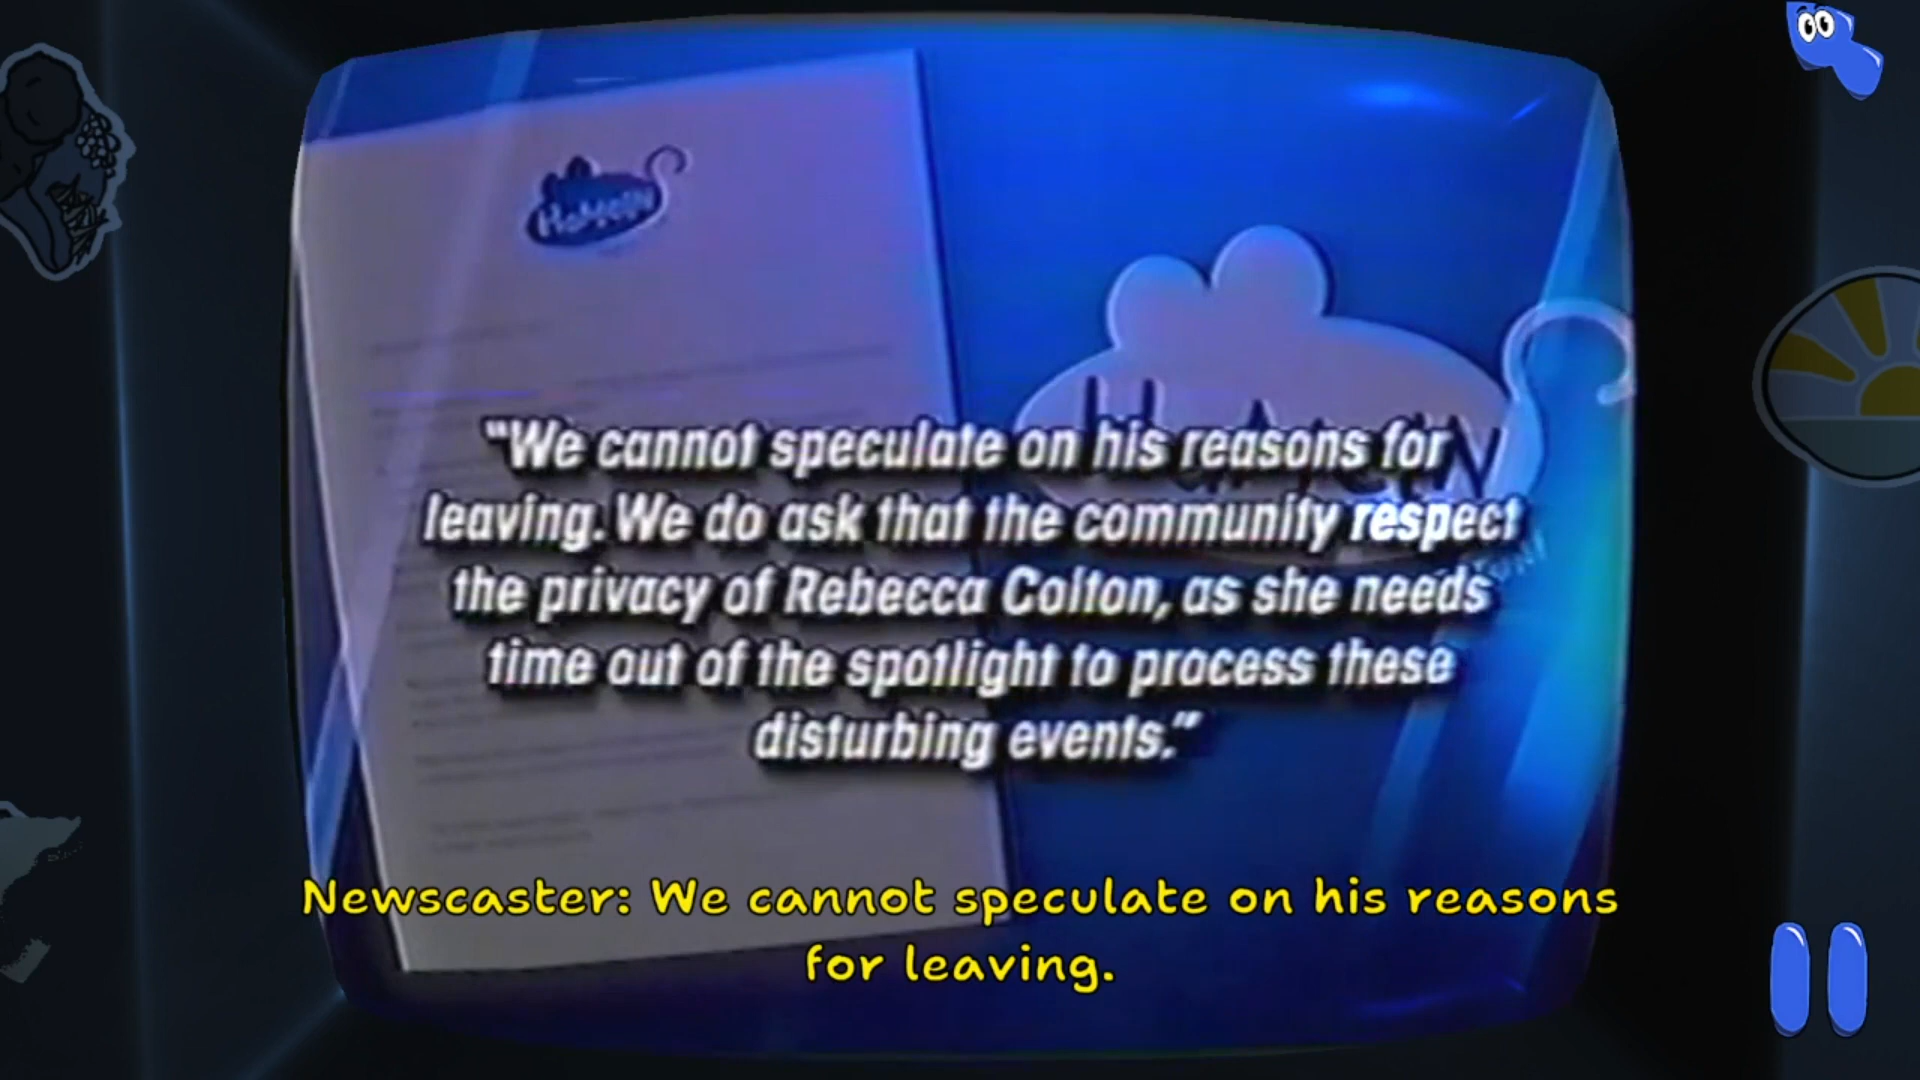 "We cannot speculate on his reasons for
leaving. We do ask that the community respect
the privacy of Rebecca Colton, as she needs
time out of the spotlight to process these
disturbing events."
Newscaster: We cannot speculate on his reasons
for leaving.